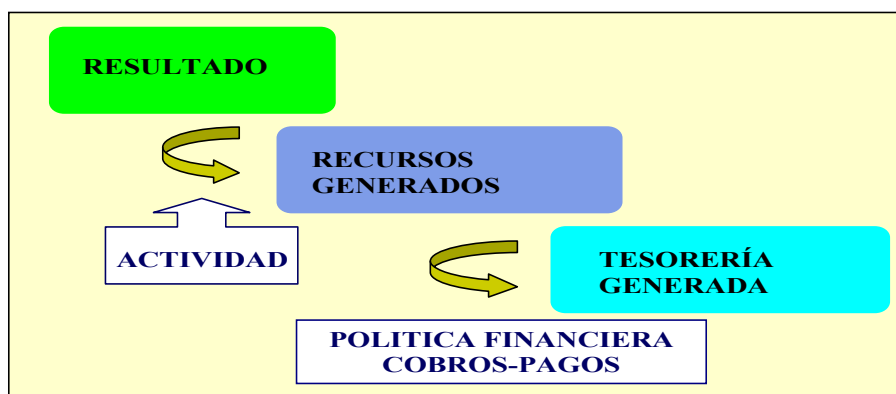 RESULTADO
RECURSOS
GENERADOS
ACTIVIDAD
TESORERÍA
GENERADA
POLITICA FINANCIERA
COBROS-PAGOS